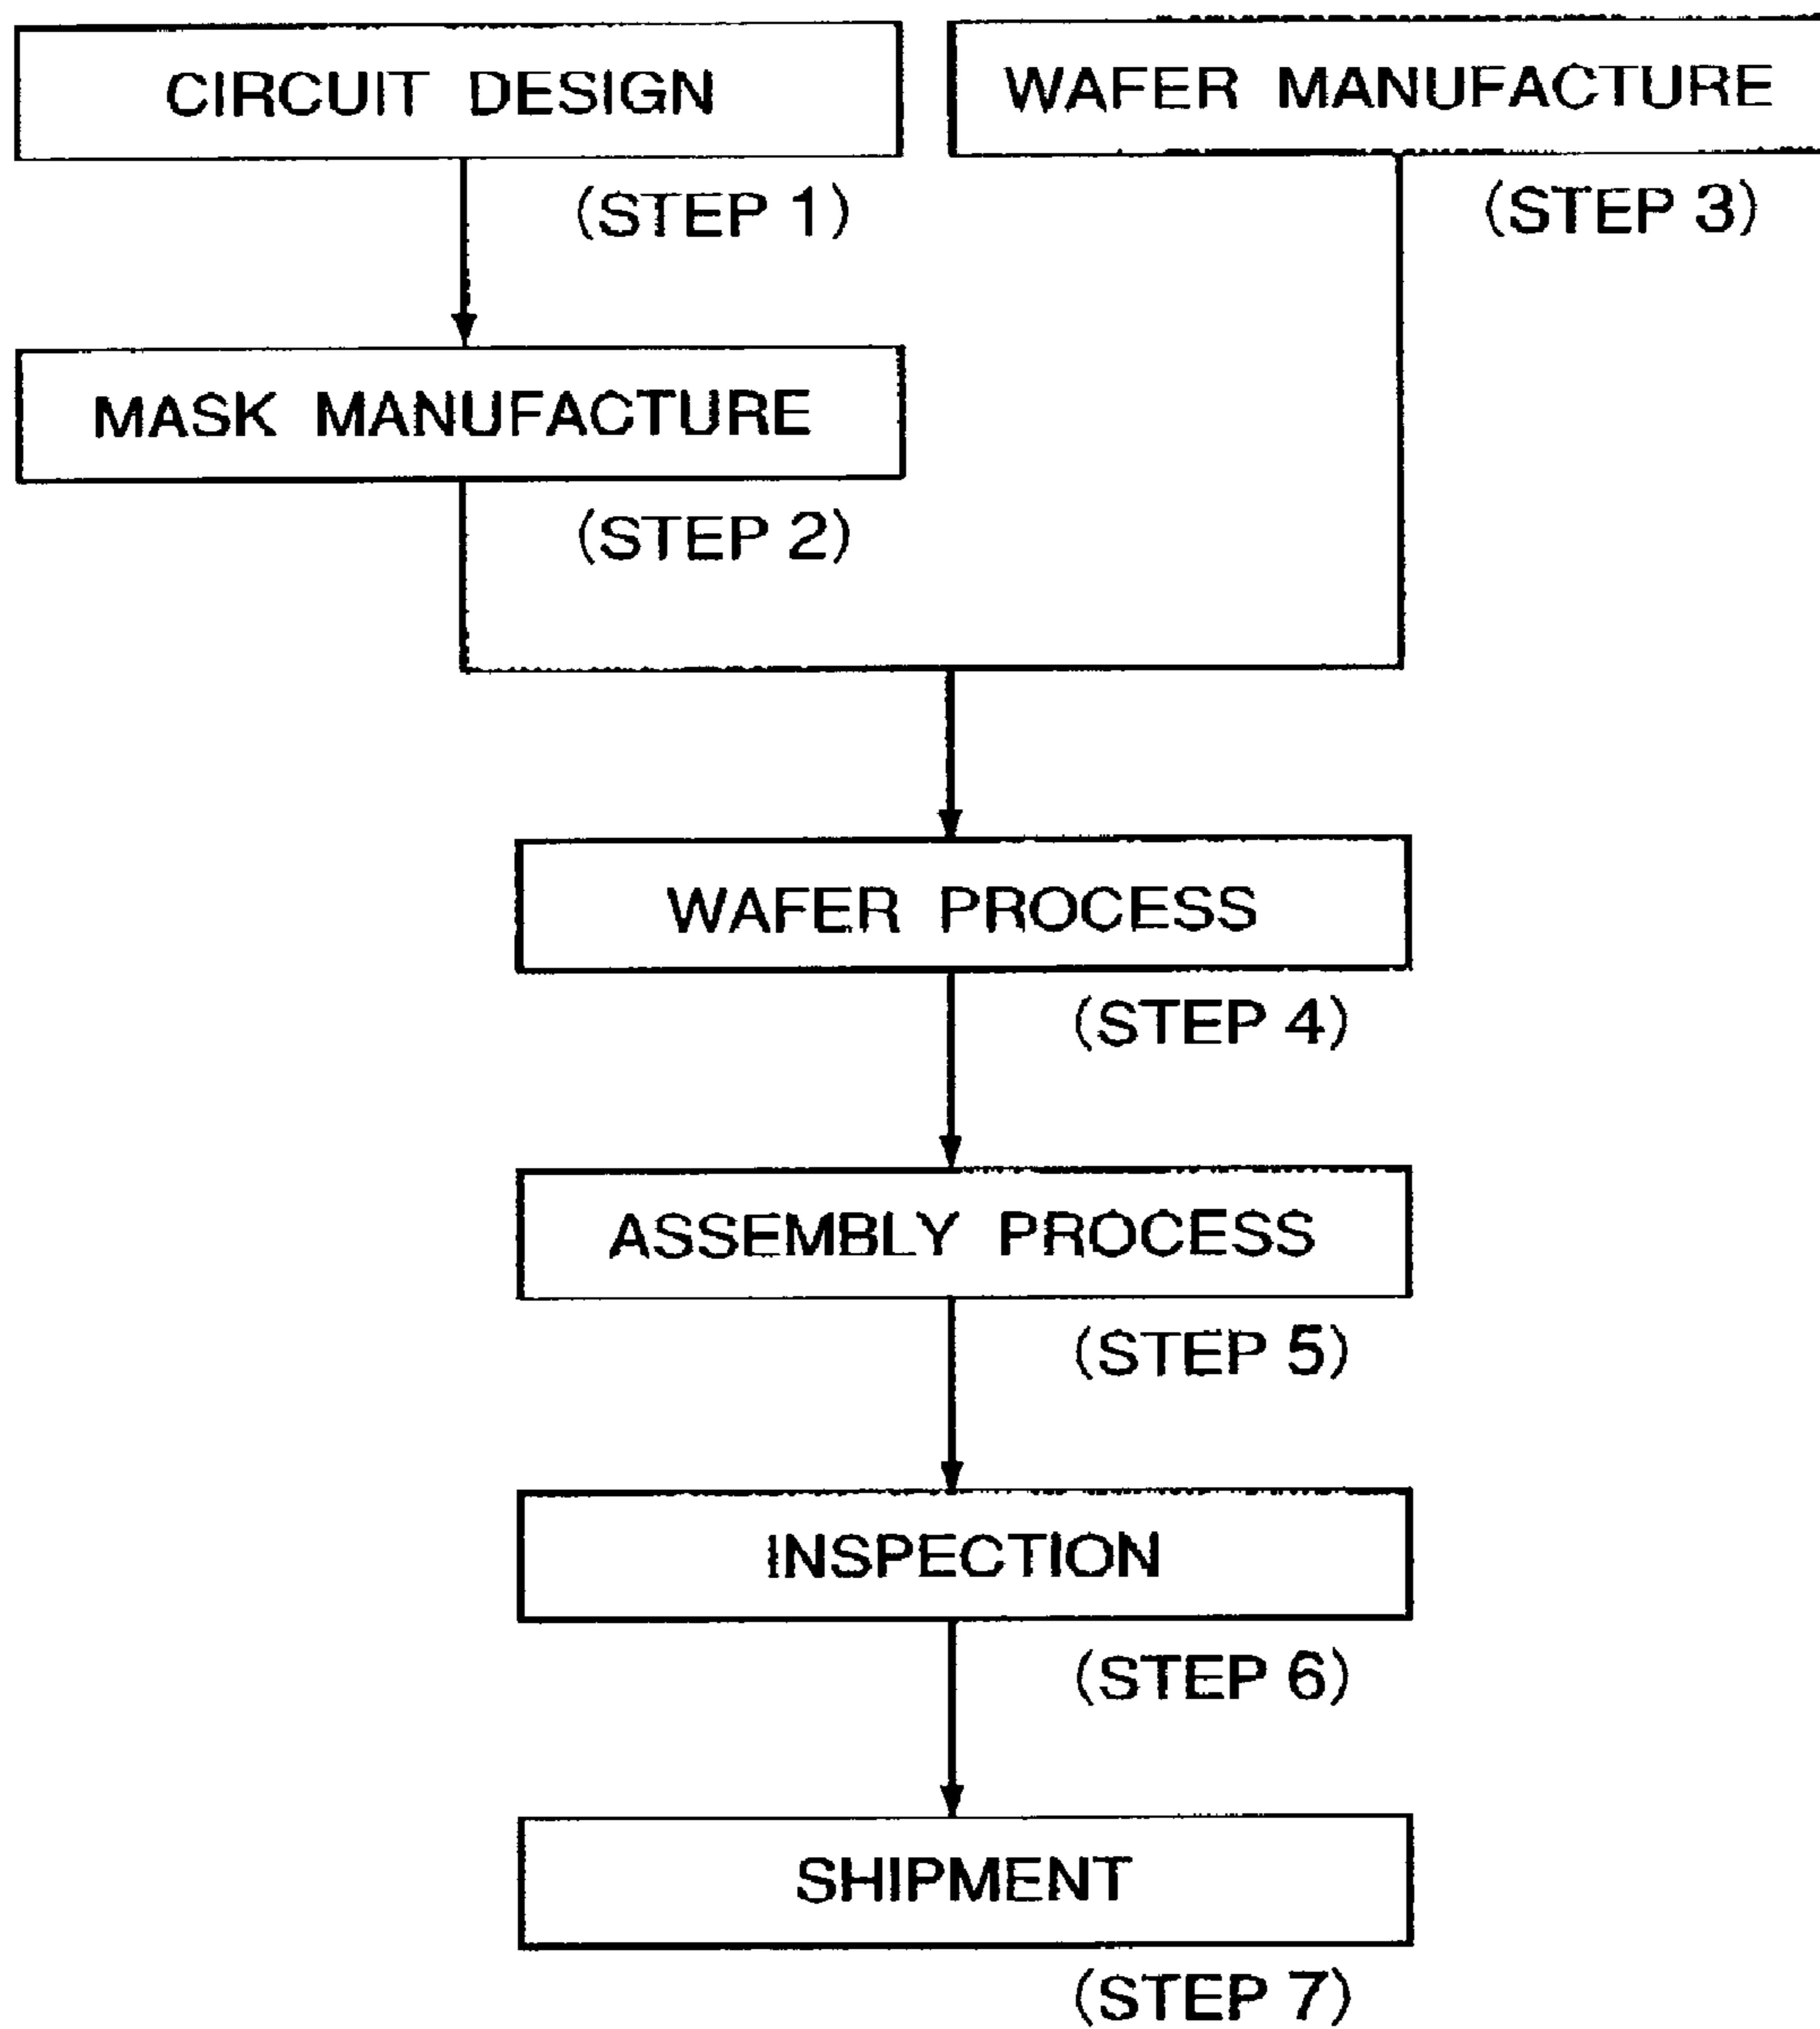 CIRCUIT DESIGN
(STEP 1)
WAFER MANUFACTURE
(STEP 3)
MASK MANUFACTURE
(STEP 2)
WAFER PROCESS
(STEP 4)
ASSEMBLY PROCESS
(STEP 5)
INSPECTION
(STEP 6)
SHIPMENT
(STEP 7)